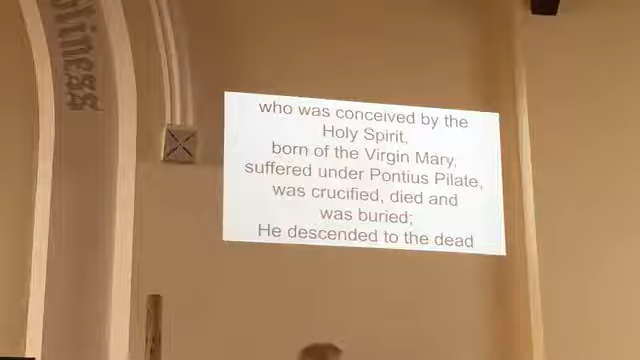 liness
who was conceived by the
Holy Spirit,
born of the Virgin Mary,
suffered under Pontius Pilate,
was crucified, died and
was buried;
He descended to the dead